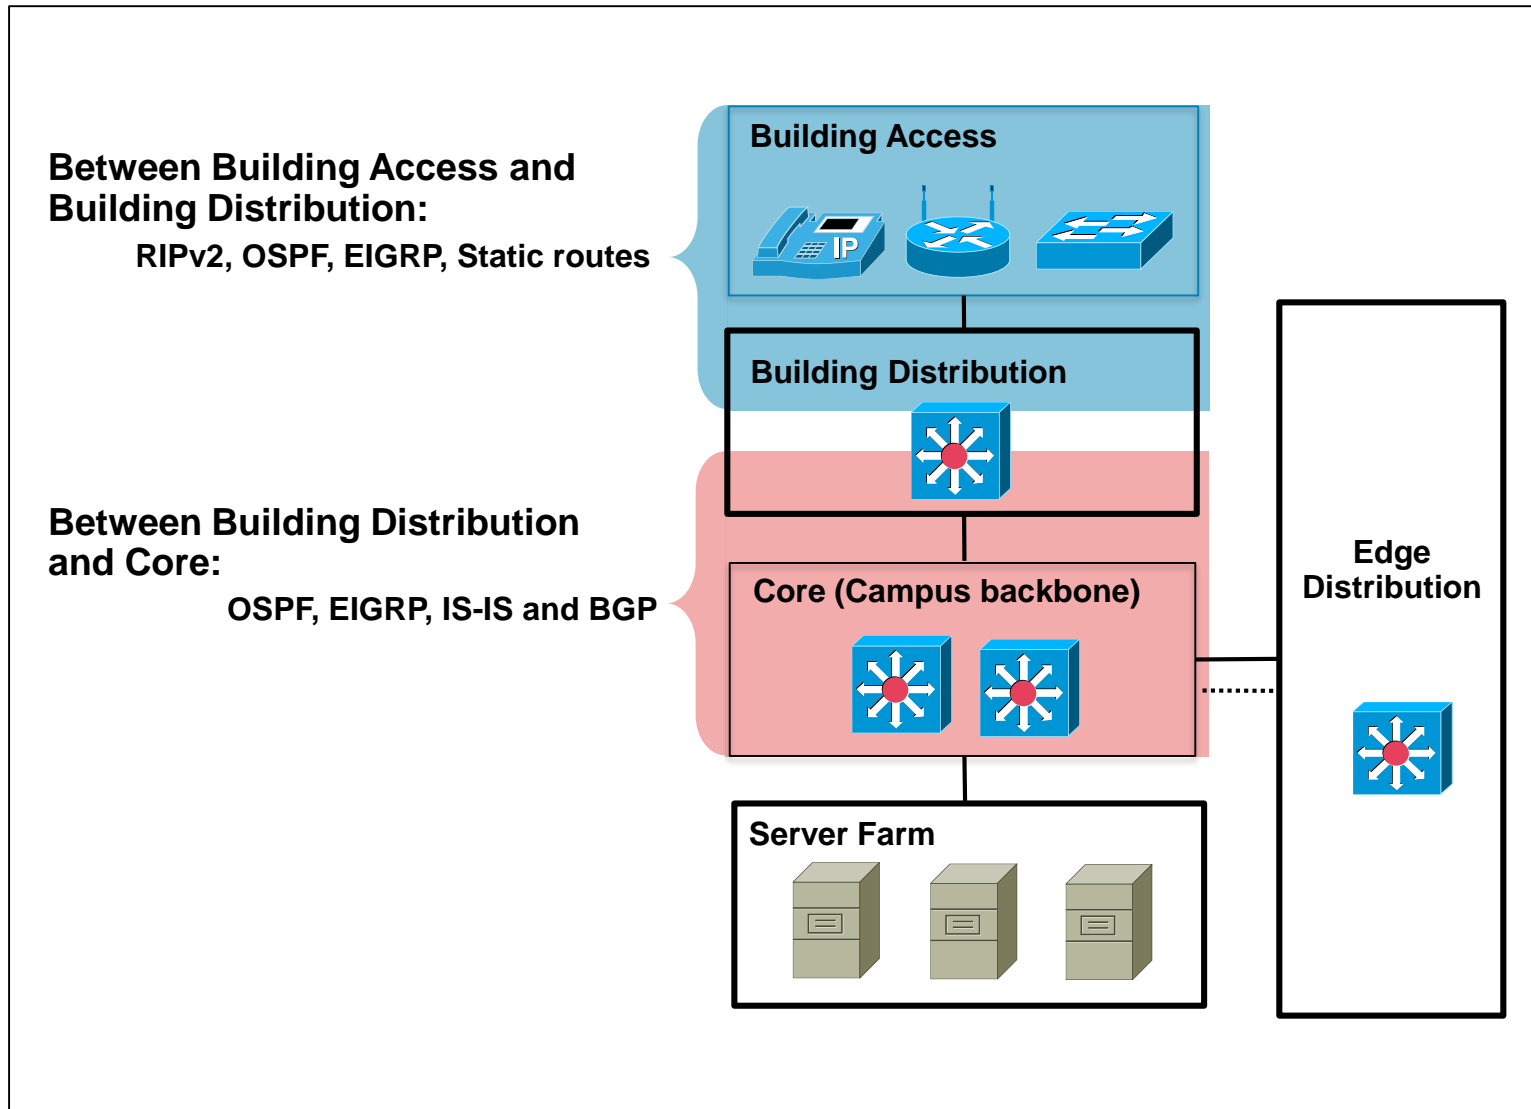 Building Access
Between Building Access and
Building Distribution:
RIPv2, OSPF, EIGRP, Static routes
IP
Building Distribution
Between Building Distribution
and Core:
OSPF, EIGRP, IS-IS and BGP
Core (Campus backbone)
Edge
Distribution
Server Farm